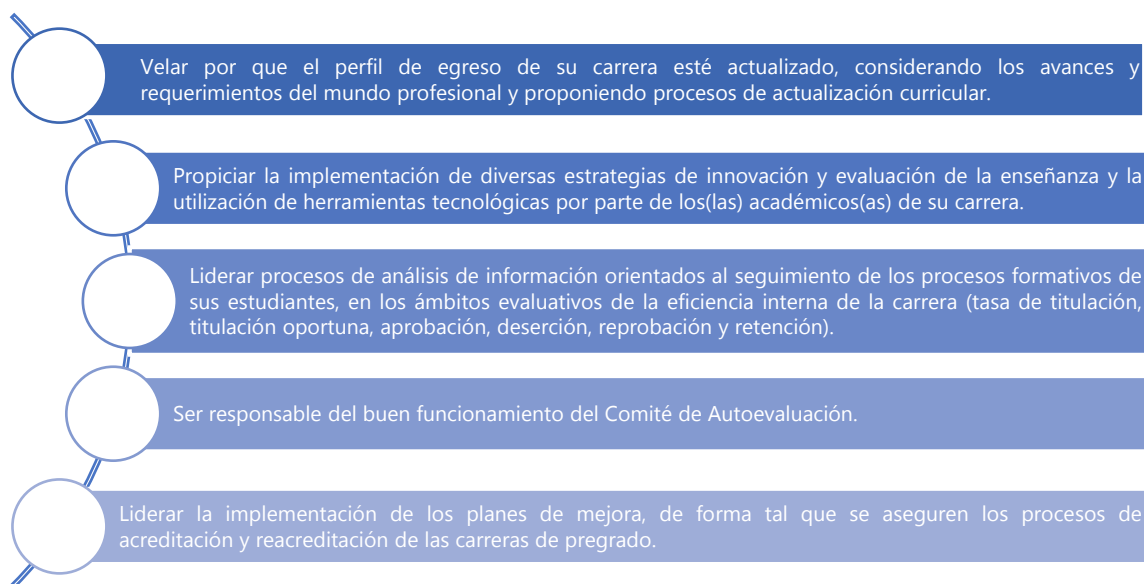 Velar por que el perfil de egreso de su carrera esté actualizado, considerando los avances y
requerimientos del mundo profesional y proponiendo procesos de actualización curricular.
Propiciar la implementación de diversas estrategias de innovación y evaluación de la enseñanza y la
utilización de herramientas tecnológicas por parte de los(las) académicos(as) de su carrera.
Liderar procesos de análisis de información orientados al seguimiento de los procesos formativos de
sus estudiantes, en los ámbitos evaluativos de la eficiencia interna de la carrera (tasa de titulación,
titulación oportuna, aprobación, deserción, reprobación y retención).
Ser responsable del buen funcionamiento del Comité de Autoevaluación.
Liderar la implementación de los planes de mejora, de forma tal que se aseguren los procesos de
acreditación y reacreditación de las carreras de pregrado.